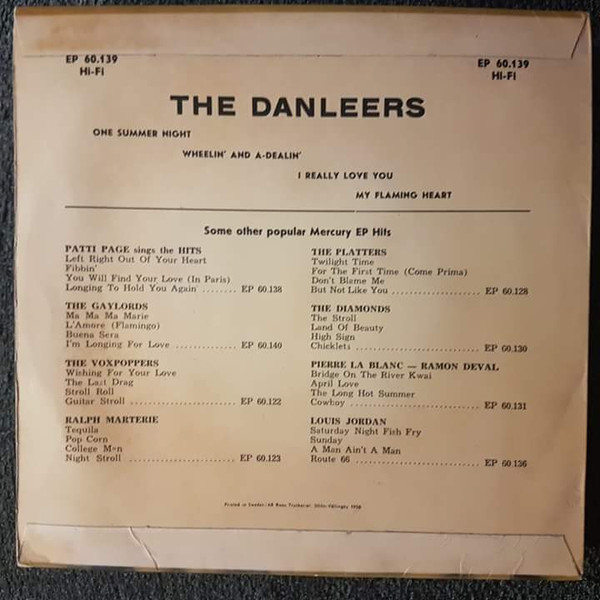 EP 60.139
Hi-Fi
EP 60.139
Hi-Fi
THE DANLEERS
ONE SUMMER NIGHT
WHEELIN' AND A-DEALIN'
I REALLY LOVE YOU
MY FLAMING HEART
Some other popular Mercury EP Hits
PATTI PAGE sings the HITS
Left Right Out Of Your Heart
Fibbin'
You Will Find Your Love (In Paris)
Longing To Hold You Again ........ EP 60.138
THE GAYLORDS
Ma Ma Ma Marie
L'Amore (Flamingo)
Buena Sera
I'm Longing For Love ............. EP 60.140
THE VOXPOPPERS
Wishing For Your Love
The Last Drag
Stroll Roll
Guitar Stroll ...................... EP 60.122
RALPH MARTERIE
Tequila
Pop Corn
College Man
Night Stroll ...................... EP 60.123
THE PLATTERS
Twilight Time
For The First Time (Come Prima)
Don't Blame Me
But Not Like You .................. EP 60.128
THE DIAMONDS
The Stroll
Land Of Beauty
High Sign
Chicklets .......................... EP 60.130
PIERRE LA BLANC — RAMON DEVAL
Bridge On The River Kwai
April Love
The Long Hot Summer
Cowboy ........................... EP 60.131
LOUIS JORDAN
Saturday Night Fish Fry
Sunday
A Man Ain't A Man
Route 66 .......................... EP 60.136
Printed in Sweden